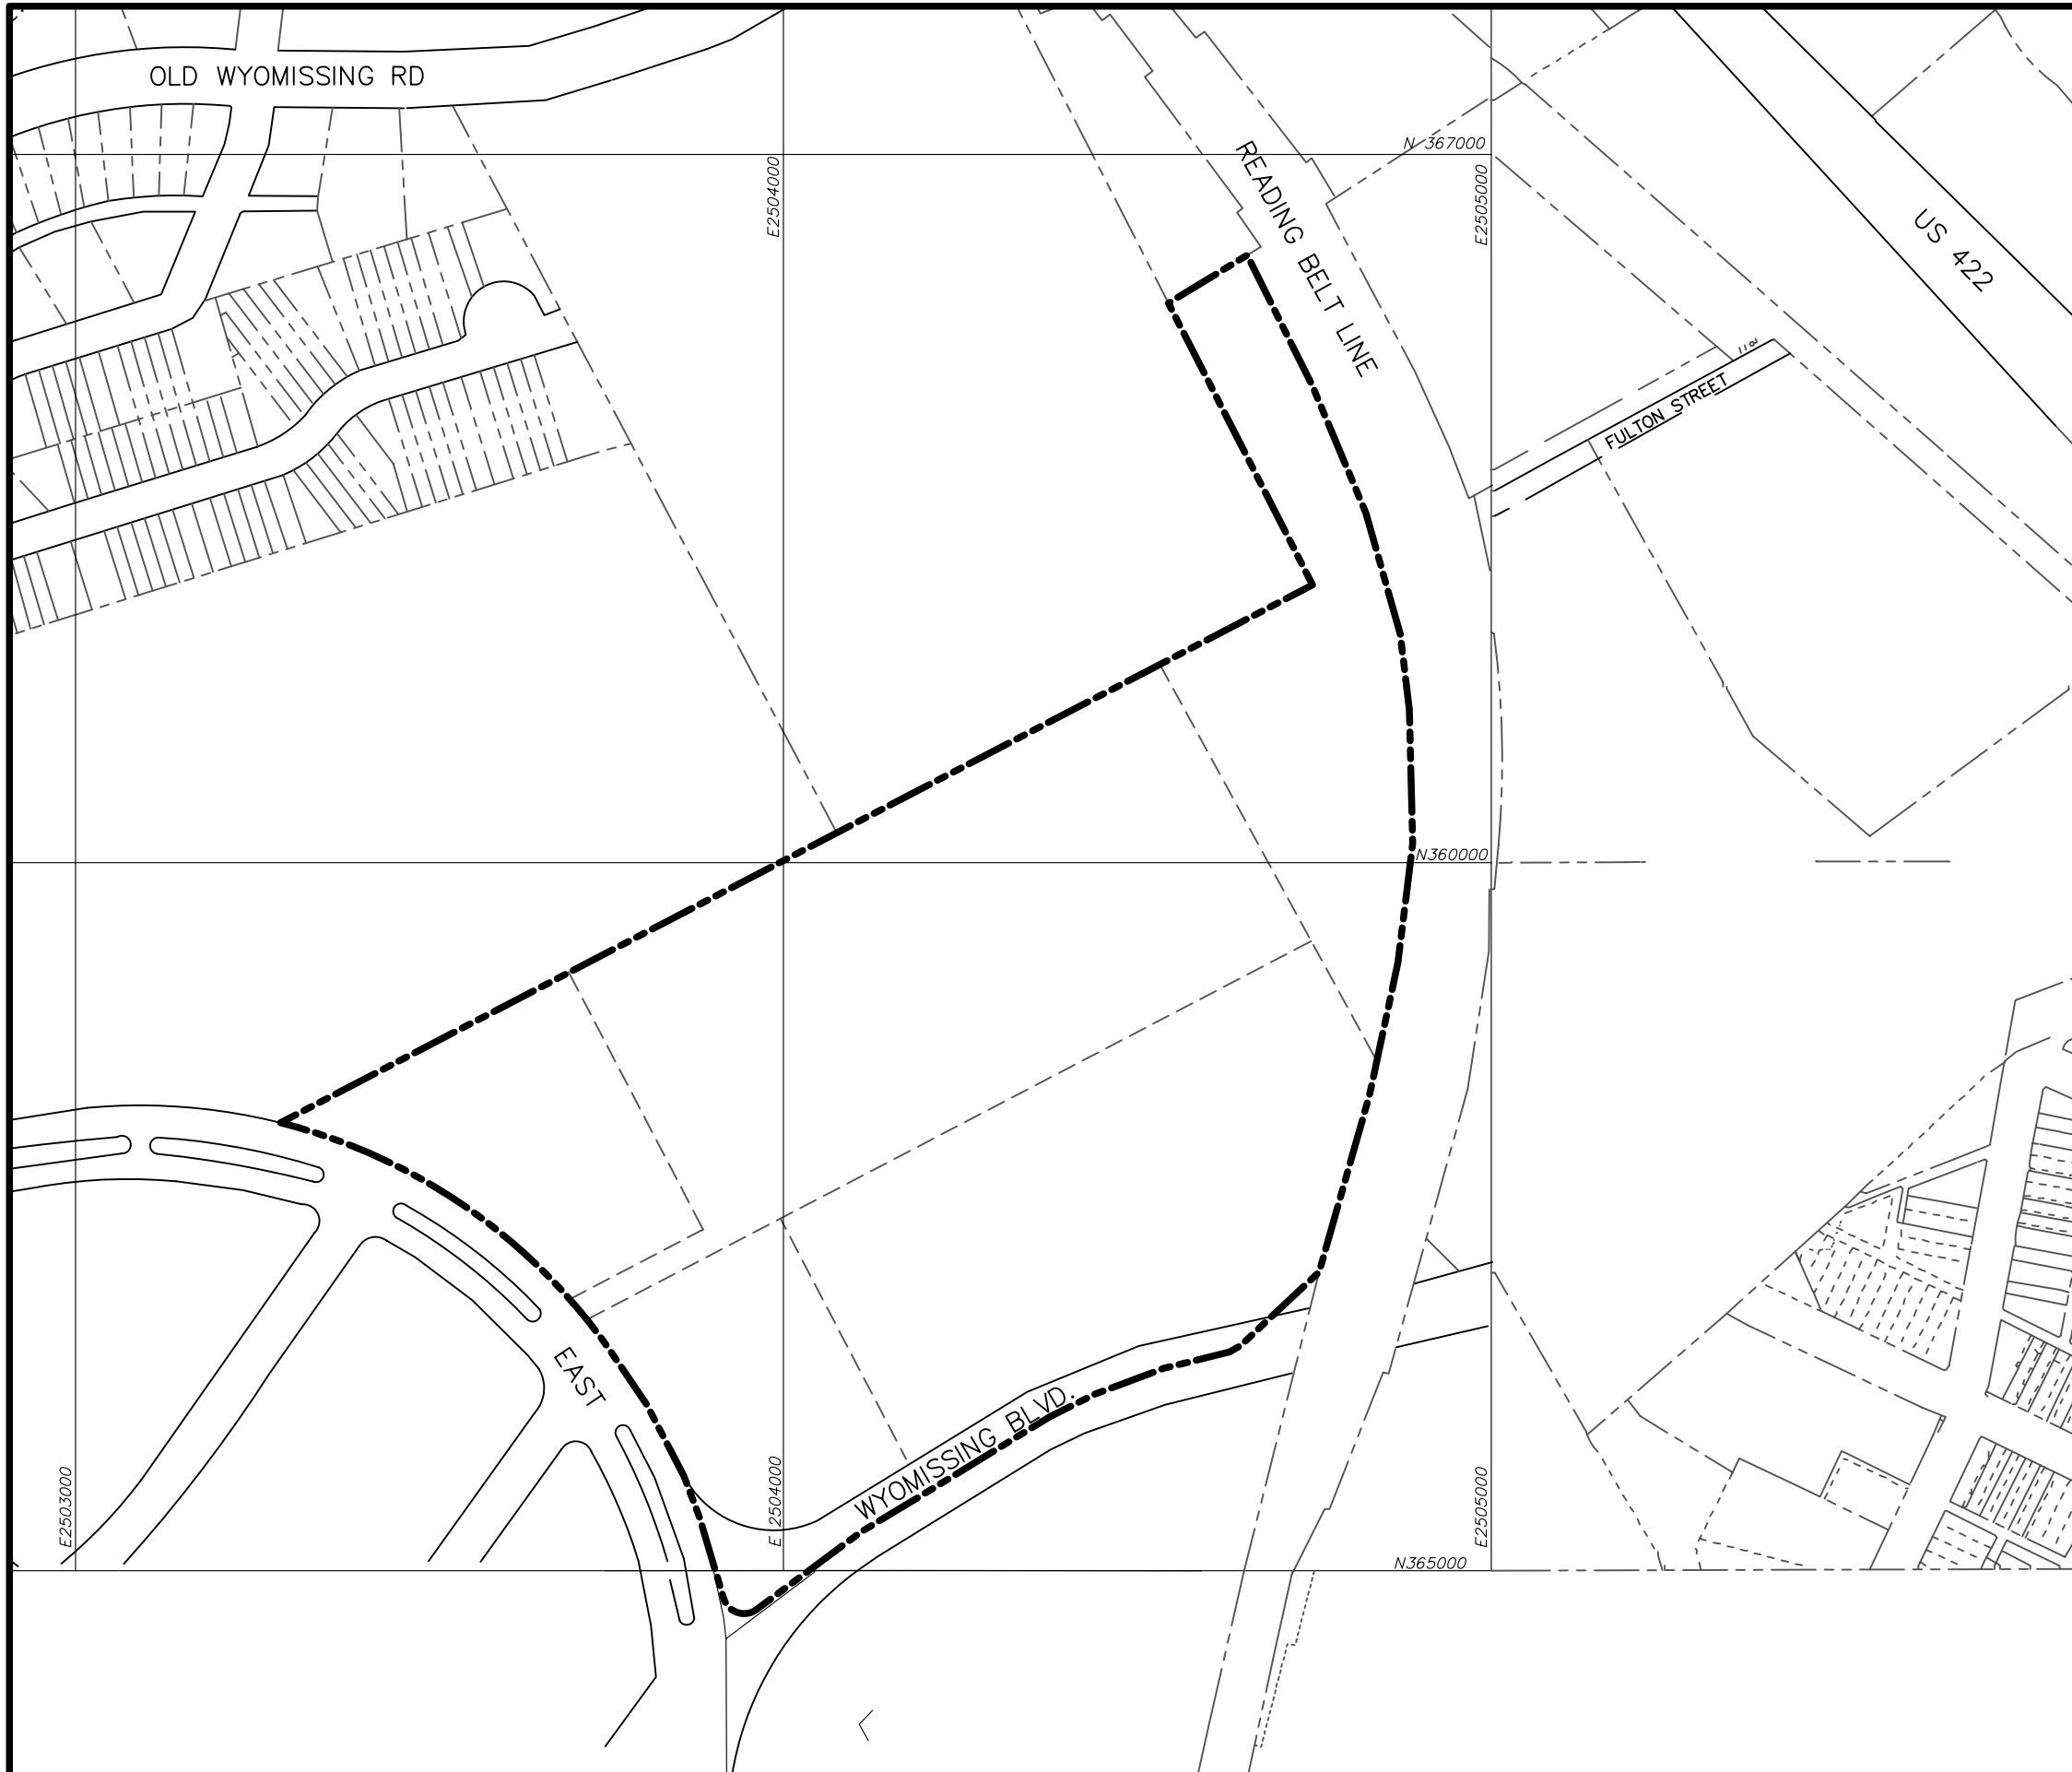 OLD WYOMISSING RD
N 367000
E2504000
E2505000
READING BELT LINE
US 422
FULTON STREET
N360000
EAST
WYOMISSING BLVD.
E2503000
E2504000
E2505000
N365000